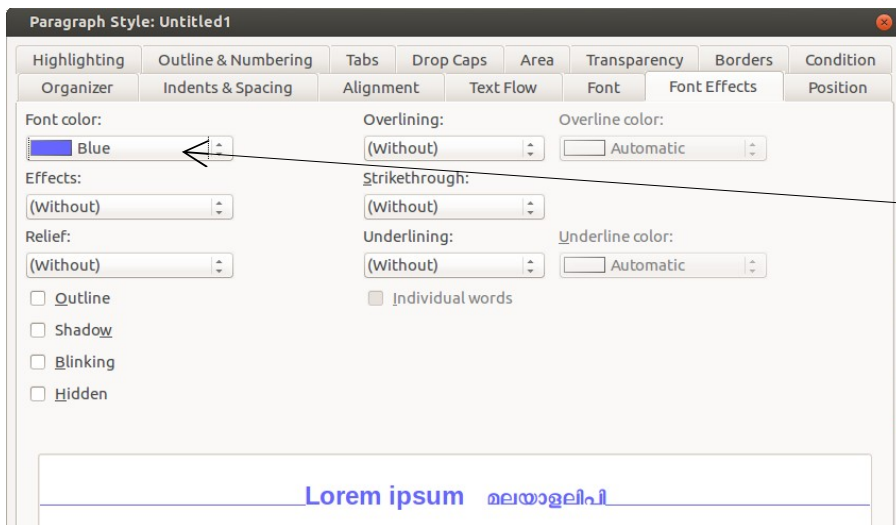 Paragraph Style: Untitled1
Highlighting Outline & Numbering Tabs Drop Caps Area Transparency Borders Condition
Organizer Indents & Spacing Alignment Text Flow Font Font Effects Position
Font color: Overlining: Overline color:
Blue (Without) Automatic
Effects: Strikethrough:
(Without) (Without)
Relief: Underlining: Underline color:
(Without) (Without) Automatic
Outline Individual words
Shadow
Blinking
Hidden
Lorem ipsum മലയാളലിപി